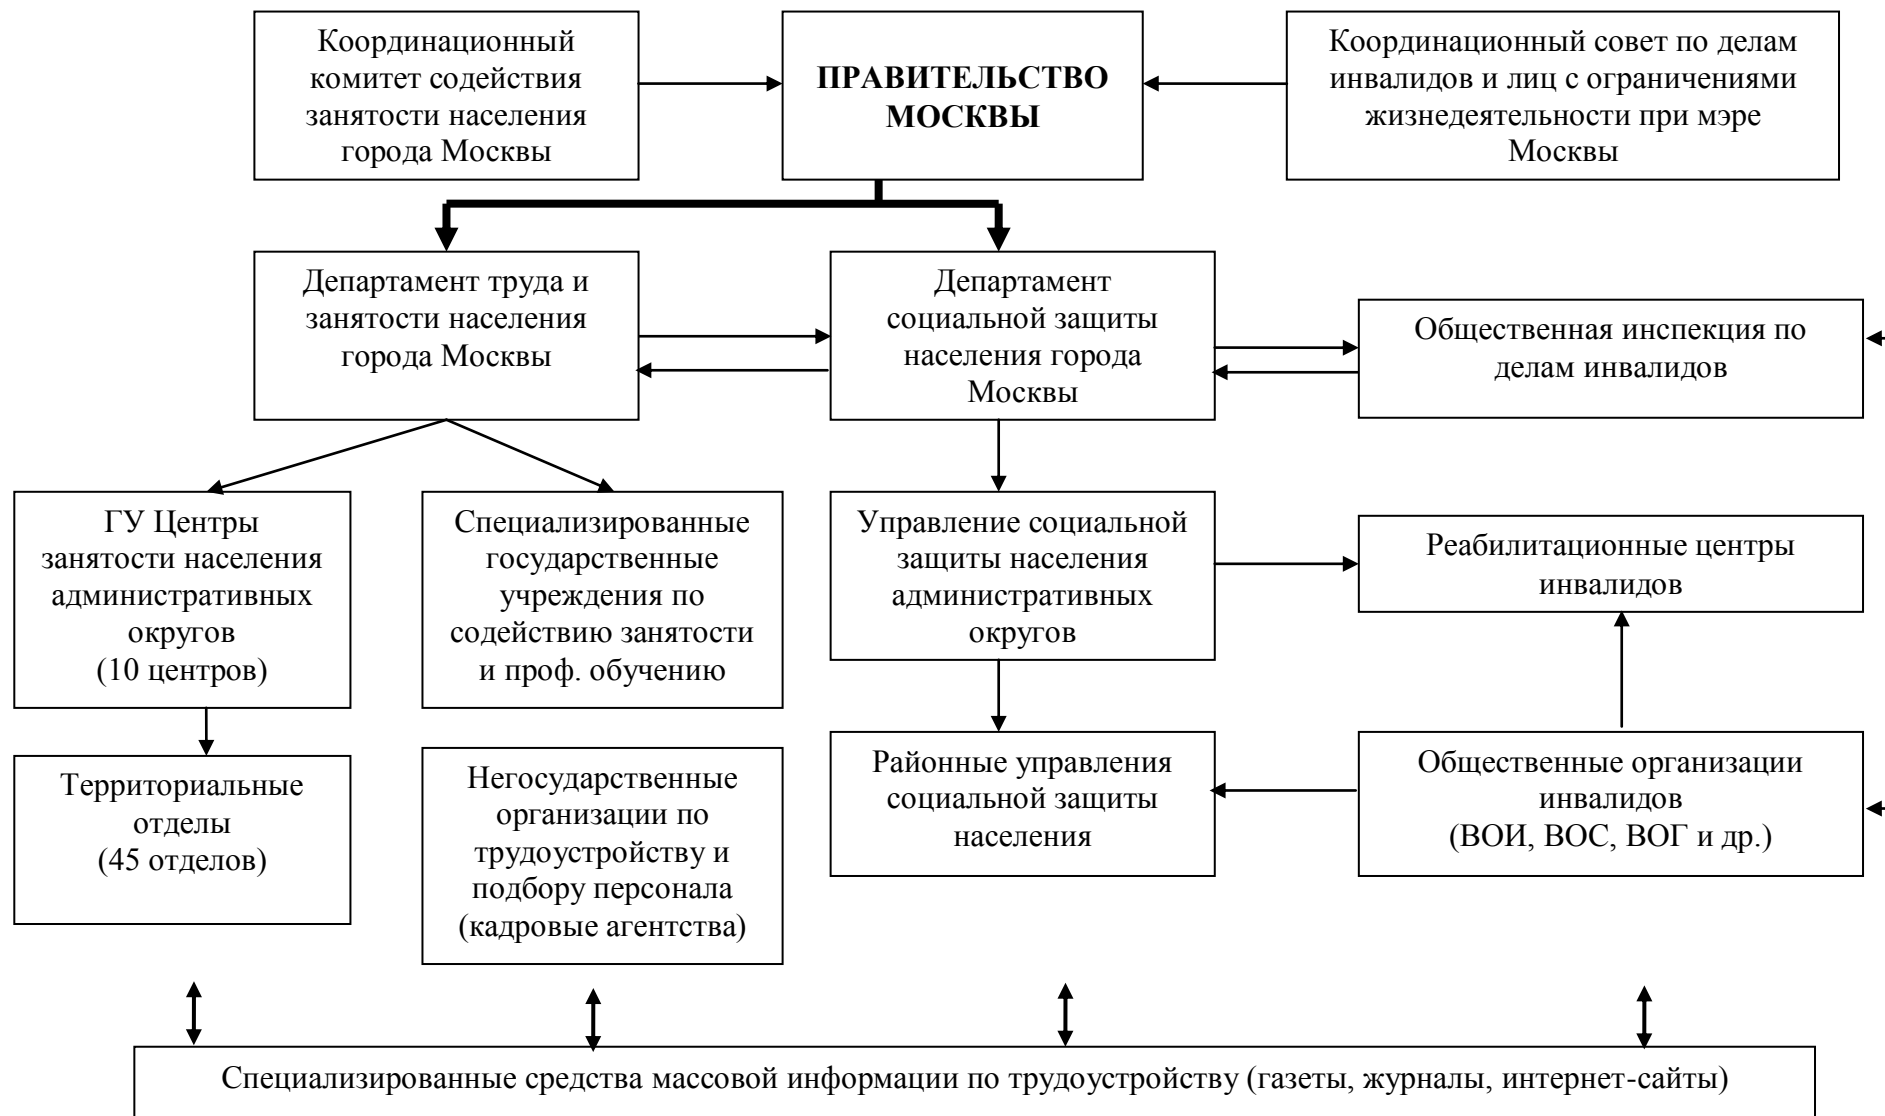 Координационный
комитет содействия
занятости населения
города Москвы
ПРАВИТЕЛЬСТВО
МОСКВЫ
Координационный совет по делам
инвалидов и лиц с ограничениями
жизнедеятельности при мэре
Москвы
Департамент труда и
занятости населения
города Москвы
Департамент
социальной защиты
населения города
Москвы
Общественная инспекция по
делам инвалидов
ГУ Центры
занятости населения
административных
округов
(10 центров)
Специализированные
государственные
учреждения по
содействию занятости
и проф. обучению
Управление социальной
защиты населения
административных
округов
Реабилитационные центры
инвалидов
Территориальные
отделы
(45 отделов)
Негосударственные
организации по
трудоустройству и
подбору персонала
(кадровые агентства)
Районные управления
социальной защиты
населения
Общественные организации
инвалидов
(ВОИ, ВОС, ВОГ и др.)
Специализированные средства массовой информации по трудоустройству (газеты, журналы, интернет-сайты)